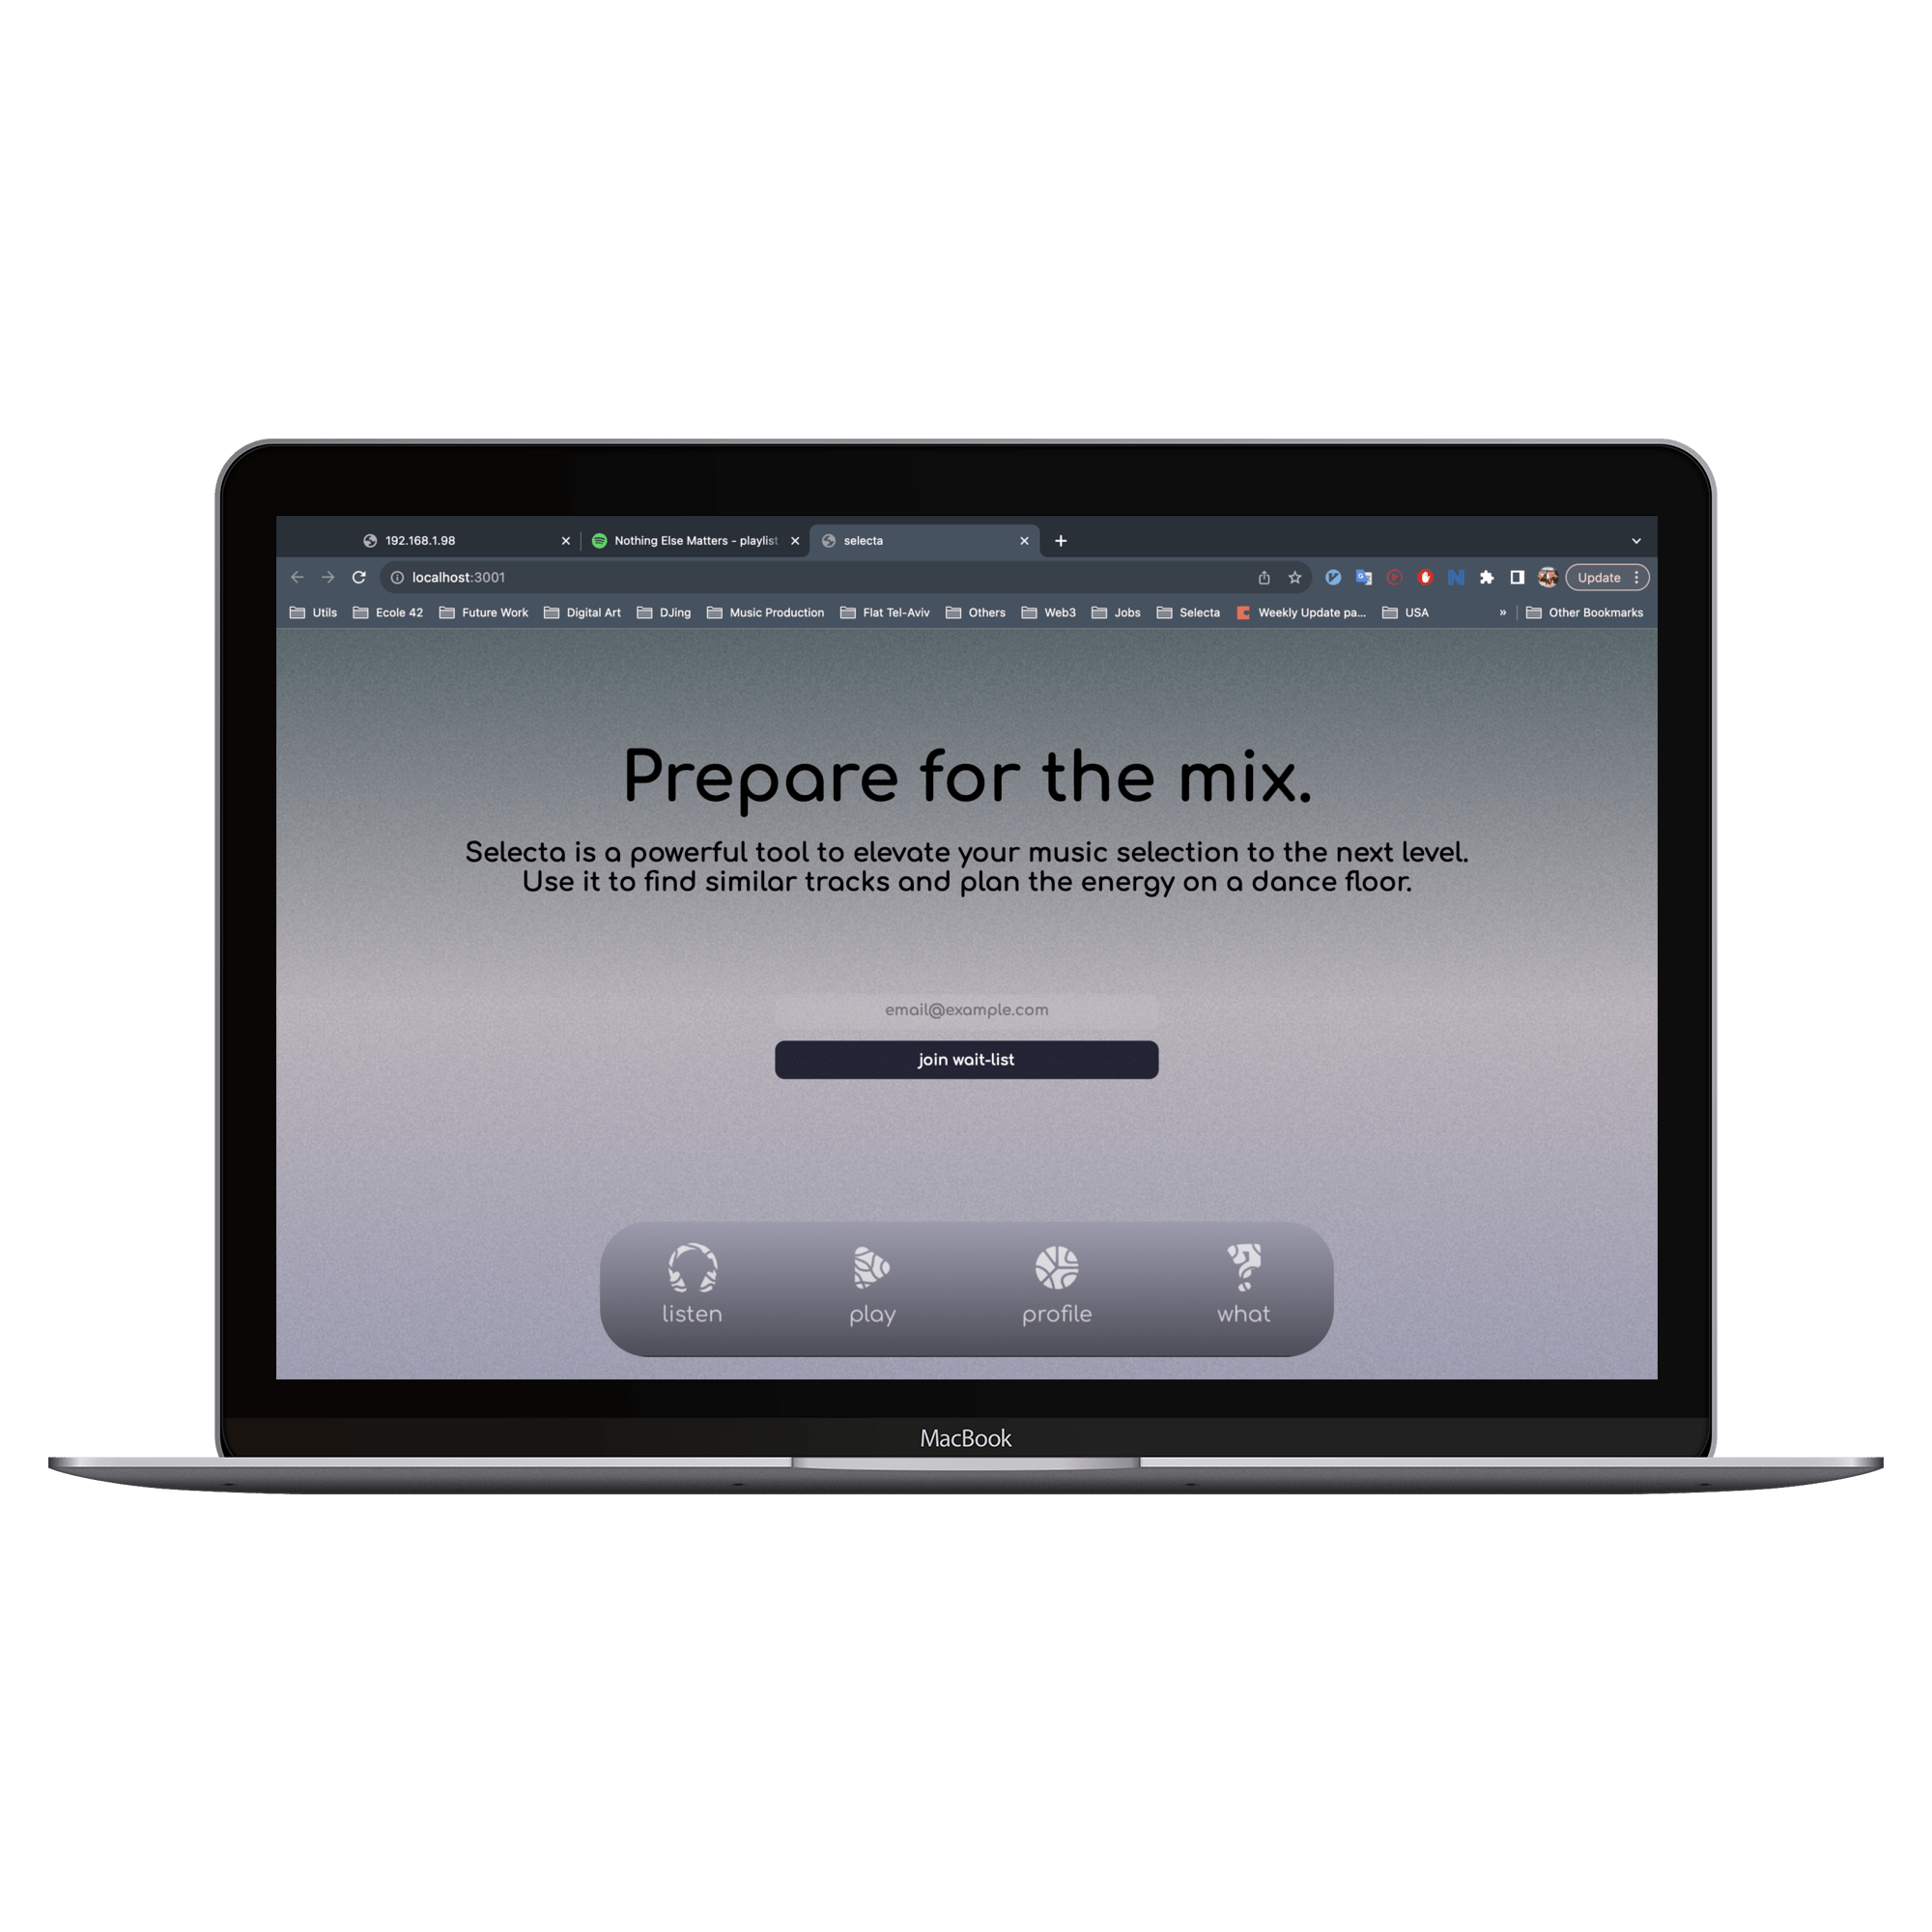 192.168.1.98
Nothing Else Matters - playlist
selecta
localhost:3001
Update
Utils Ecole 42 Future Work Digital Art DJing Music Production Flat Tel-Aviv Others Web3 Jobs Selecta Weekly Update pa... USA » Other Bookmarks
Prepare for the mix.
Selecta is a powerful tool to elevate your music selection to the next level.
Use it to find similar tracks and plan the energy on a dance floor.
email@example.com
join wait-list
listen play profile what
MacBook